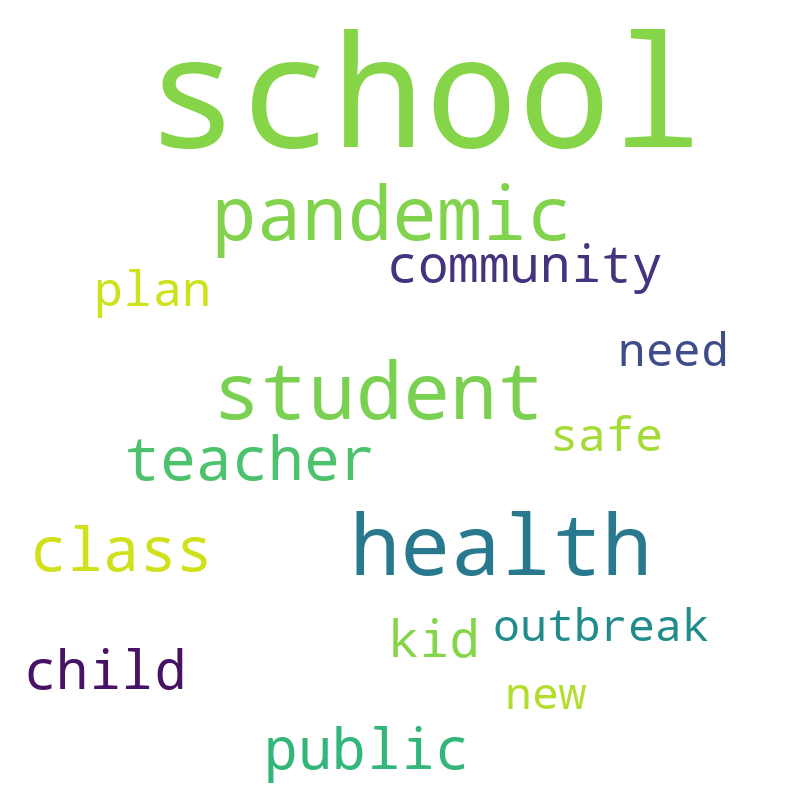 school
pandemic
community
plan
need
student
safe
teacher
health
class
outbreak
kid
child
new
public